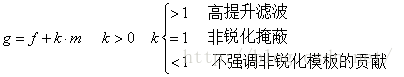 >1 高提升滤波
g = f + k·m k > 0 k { =1 非锐化掩蔽
<1 不强调非锐化模板的贡献